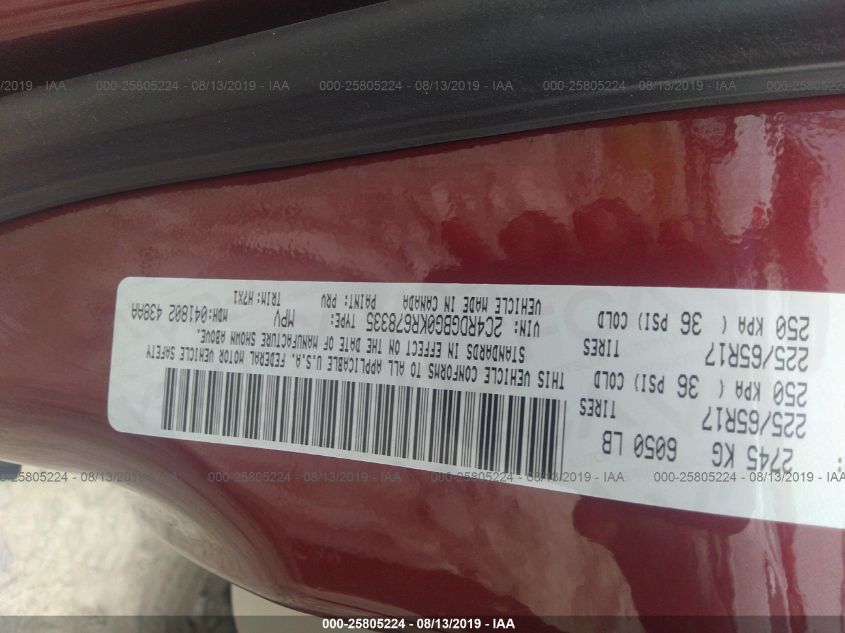 2745 KG 6050 LB
225/65R17 TIRES
250 KPA ( 36 PSI) COLD
225/65R17 TIRES
250 KPA ( 36 PSI) COLD
THIS VEHICLE CONFORMS TO ALL APPLICABLE U.S.A. FEDERAL MOTOR VEHICLE SAFETY
STANDARDS IN EFFECT ON THE DATE OF MANUFACTURE SHOWN ABOVE.
VIN: 2C4RDGBG0KR678335 TYPE: MPV MDH:041802 438AA
VEHICLE MADE IN CANADA PAINT: PRV TRIM:H7X1
000-25805224 - 08/13/2019 - IAA 000-25805224 - 08/13/2019 - IAA 000-25805224 - 08/13/2019 - IAA
000-25805224 - 08/13/2019 - IAA 000-25805224 - 08/13/2019 - IAA 000-25805224 - 08/13/2019 - IAA
000-25805224 - 08/13/2019 - IAA